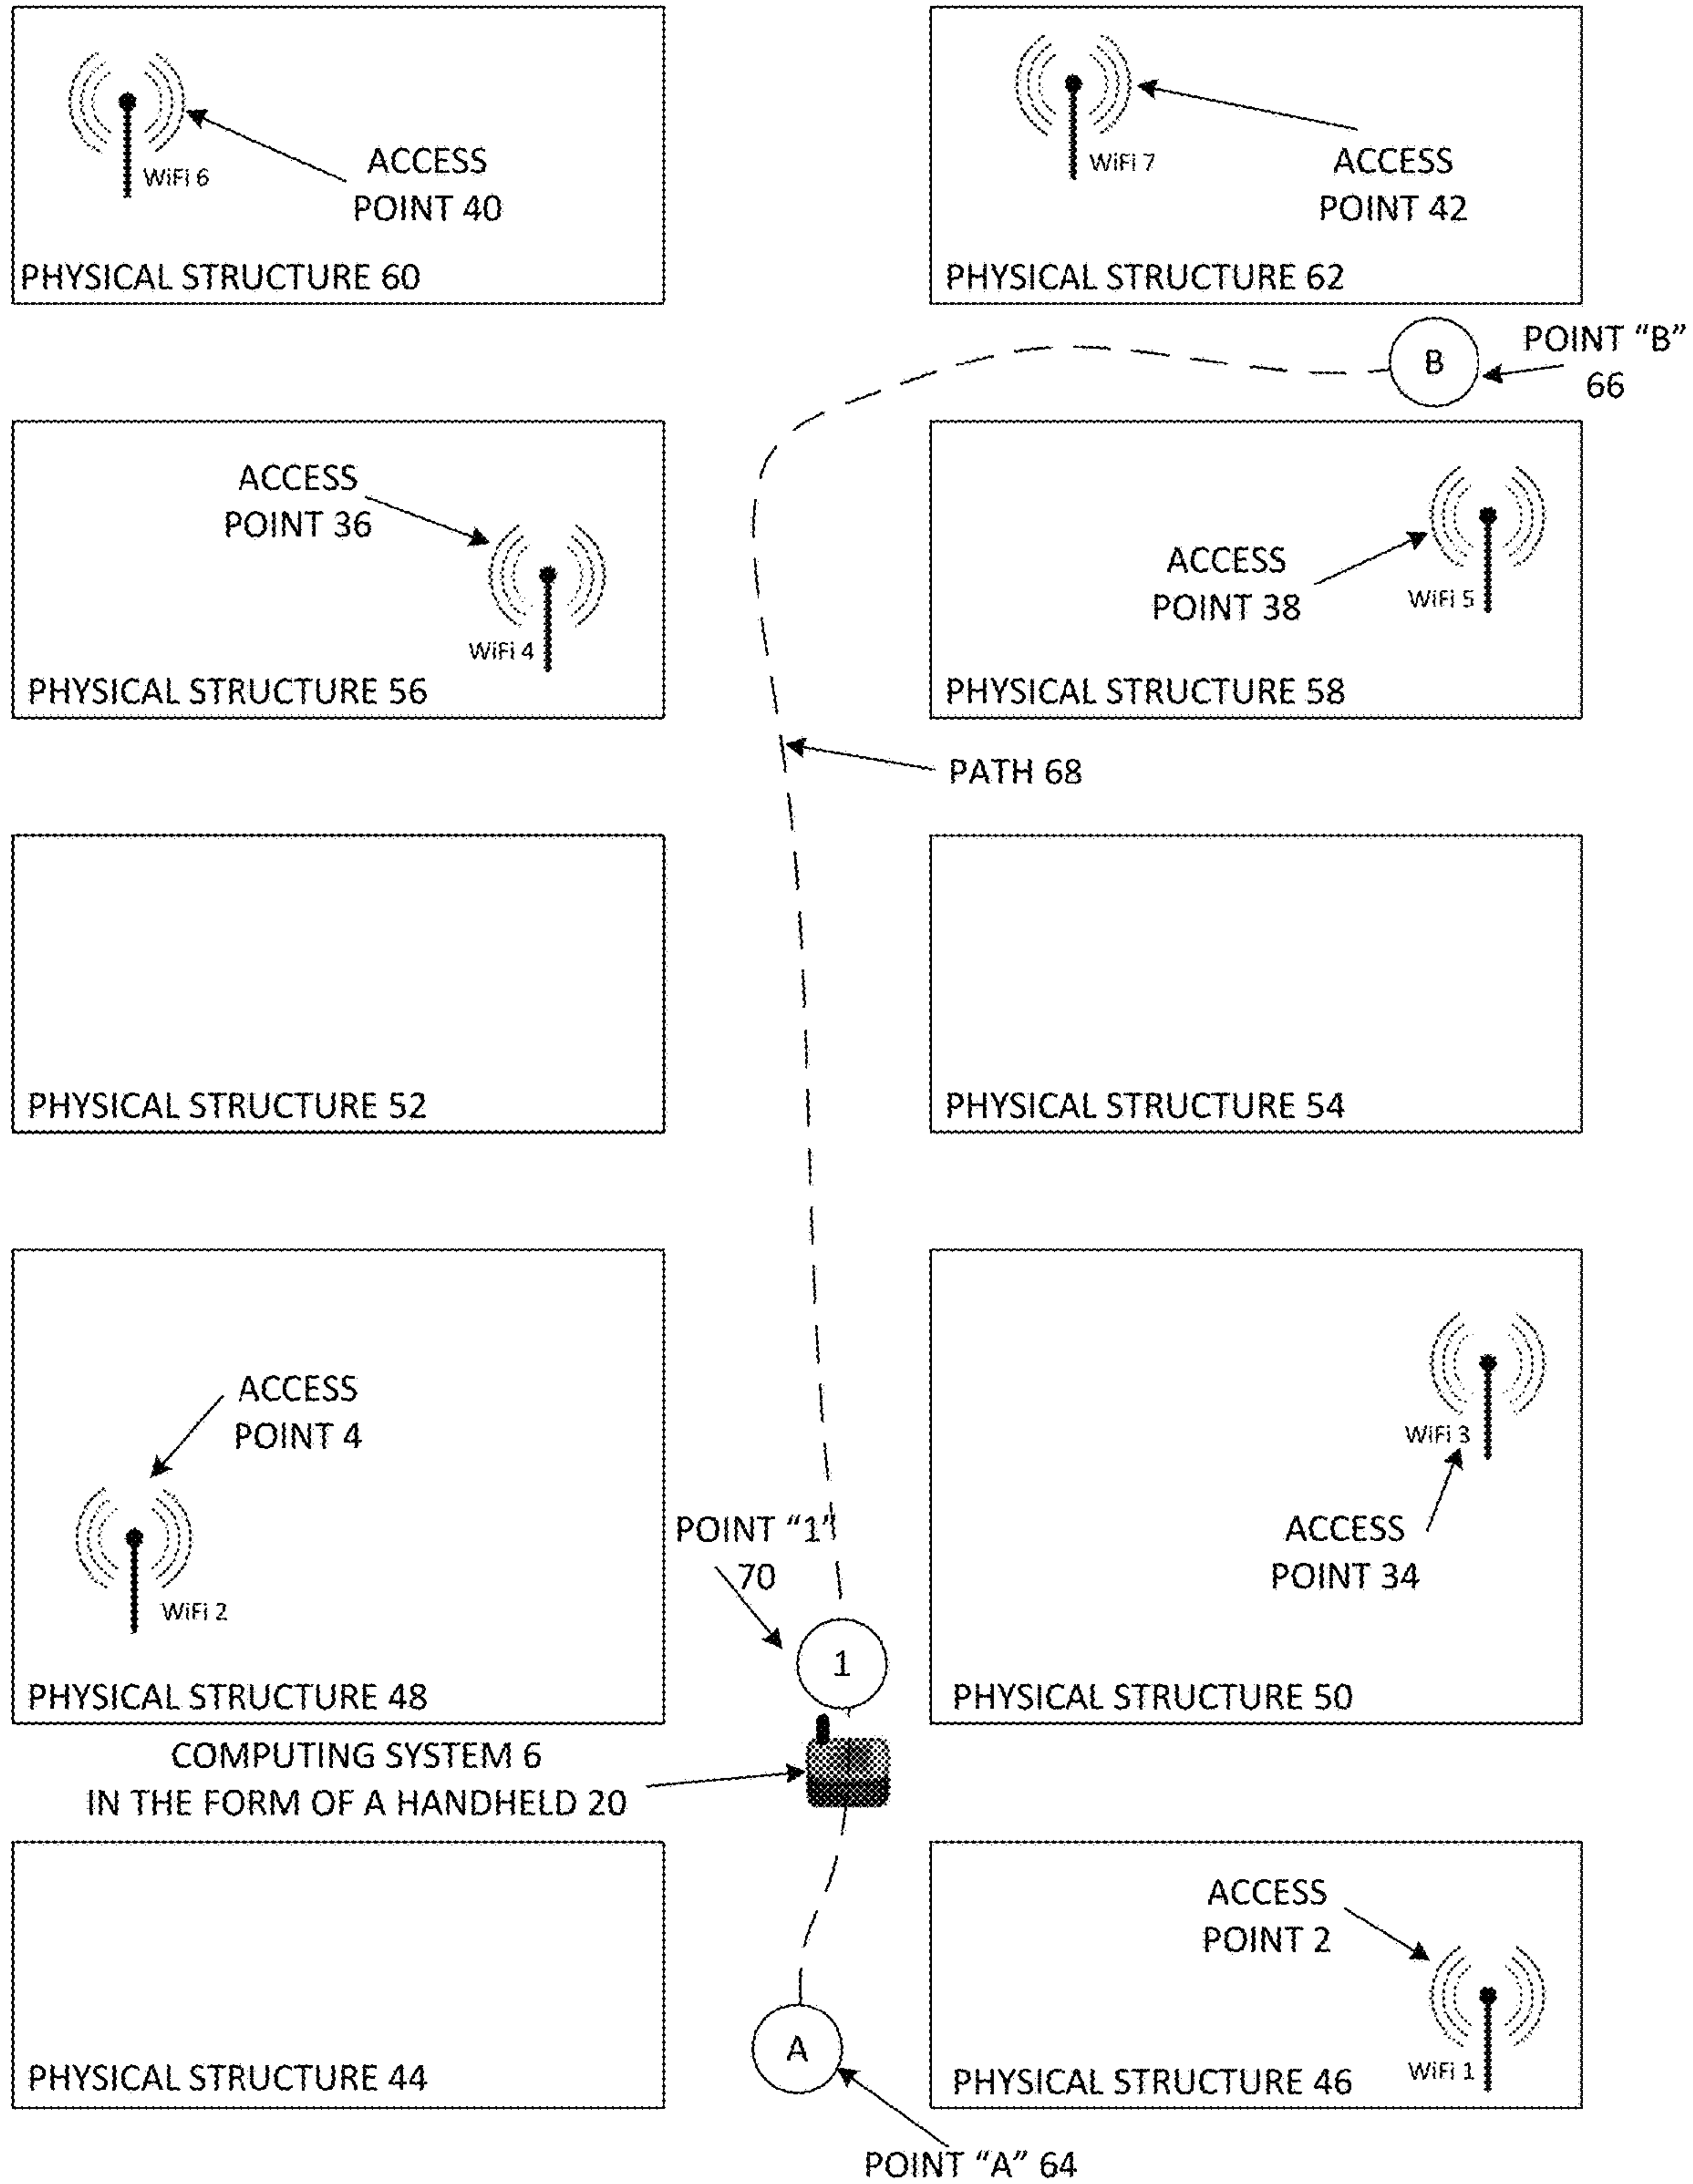 WiFi 6
ACCESS
POINT 40
PHYSICAL STRUCTURE 60
WiFi 7
ACCESS
POINT 42
PHYSICAL STRUCTURE 62
B
POINT “B”
66
ACCESS
POINT 36
WiFi 4
PHYSICAL STRUCTURE 56
ACCESS
POINT 38
WiFi 5
PHYSICAL STRUCTURE 58
PATH 68
PHYSICAL STRUCTURE 52
PHYSICAL STRUCTURE 54
ACCESS
POINT 4
WiFi 2
PHYSICAL STRUCTURE 48
POINT “1”
70
1
WiFi 3
ACCESS
POINT 34
PHYSICAL STRUCTURE 50
COMPUTING SYSTEM 6
IN THE FORM OF A HANDHELD 20
PHYSICAL STRUCTURE 44
A
ACCESS
POINT 2
WiFi 1
PHYSICAL STRUCTURE 46
POINT “A” 64